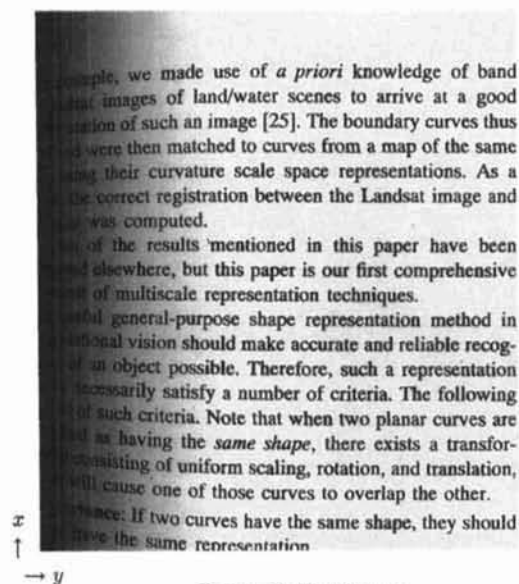 we made use of a priori knowledge of band
images of land/water scenes to arrive at a good
of such an image [25]. The boundary curves thus
were then matched to curves from a map of the same
their curvature scale space representations. As a
the correct registration between the Landsat image and
was computed.
of the results mentioned in this paper have been
elsewhere, but this paper is our first comprehensive
of multiscale representation techniques.
general-purpose shape representation method in
vision should make accurate and reliable recog-
of an object possible. Therefore, such a representation
necessarily satisfy a number of criteria. The following
of such criteria. Note that when two planar curves are
as having the same shape, there exists a transfor-
consisting of uniform scaling, rotation, and translation,
will cause one of those curves to overlap the other.
If two curves have the same shape, they should
have the same representation
x
↑
→ y